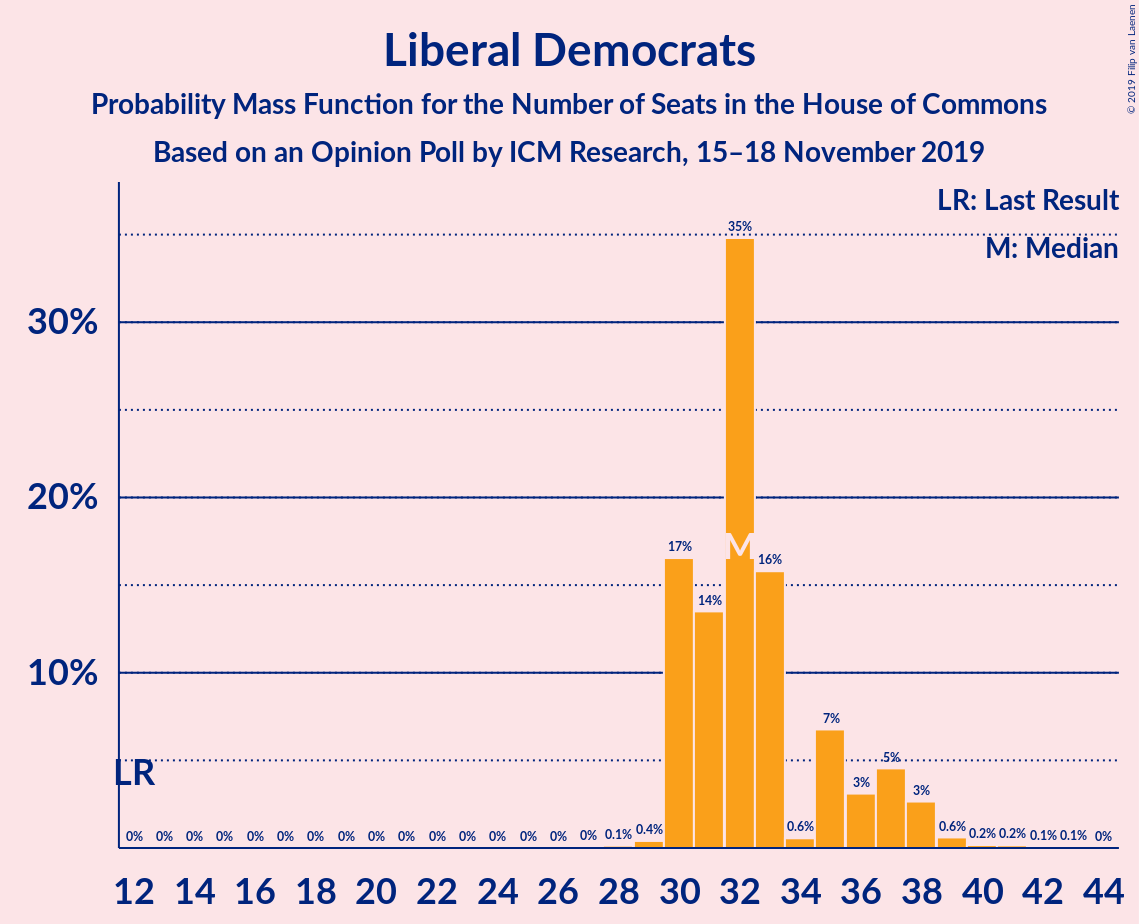 Liberal Democrats
Probability Mass Function for the Number of Seats in the House of Commons
Based on an Opinion Poll by ICM Research, 15–18 November 2019
© 2019 Filip van Laenen
LR: Last Result
M: Median
35%
30%
20%
17%
M
16%
14%
10%
7%
5%
LR
3%
3%
0% 0% 0% 0% 0% 0% 0% 0% 0% 0% 0% 0% 0% 0% 0% 0% 0.1% 0.4% 0.6% 0.6% 0.2% 0.2% 0.1% 0.1% 0%
12 14 16 18 20 22 24 26 28 30 32 34 36 38 40 42 44